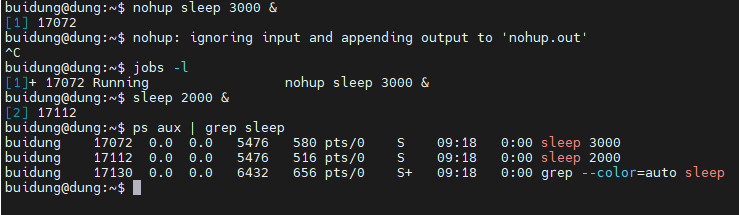 buidung@dung:~$ nohup sleep 3000 &
[1] 17072
buidung@dung:~$ nohup: ignoring input and appending output to 'nohup.out'
^C
buidung@dung:~$ jobs -l
[1]+ 17072 Running                 nohup sleep 3000 &
buidung@dung:~$ sleep 2000 &
[2] 17112
buidung@dung:~$ ps aux | grep sleep
buidung    17072  0.0  0.0   5476   580 pts/0    S    09:18   0:00 sleep 3000
buidung    17112  0.0  0.0   5476   516 pts/0    S    09:18   0:00 sleep 2000
buidung    17130  0.0  0.0   6432   656 pts/0    S+   09:18   0:00 grep --color=auto sleep
buidung@dung:~$